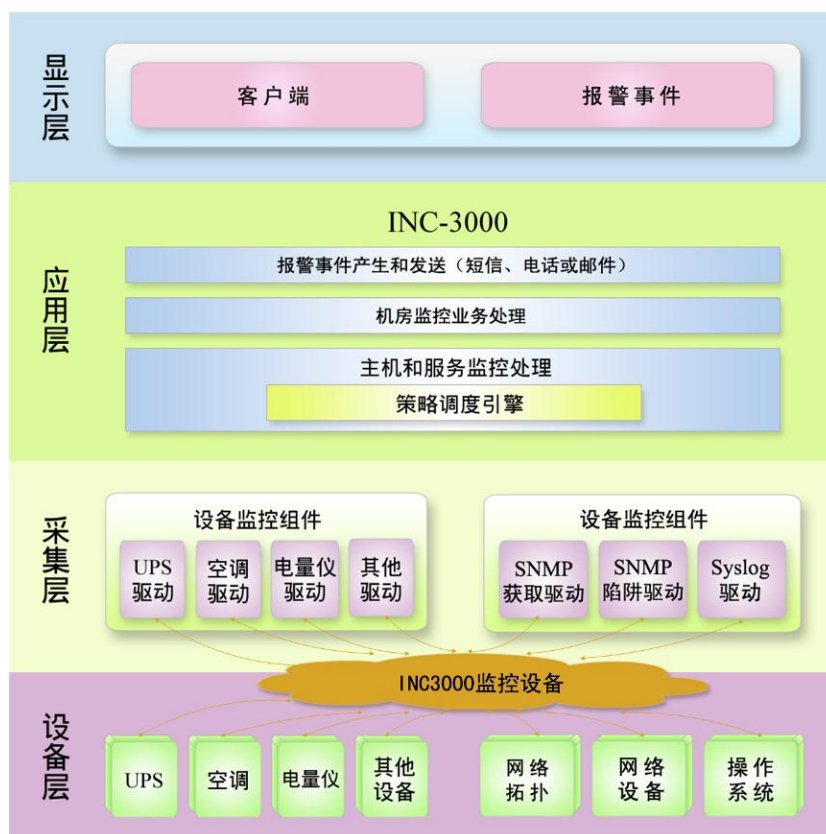 显示层
客户端
报警事件
应用层
INC-3000
报警事件产生和发送（短信、电话或邮件）
机房监控业务处理
主机和服务监控处理
策略调度引擎
采集层
设备监控组件
UPS
驱动
空调
驱动
电量仪
驱动
其他
驱动
设备监控组件
SNMP
获取驱动
SNMP
陷阱驱动
Syslog
驱动
INC3000监控设备
设备层
UPS
空调
电量仪
其他
设备
网络
拓扑
网络
设备
操作
系统